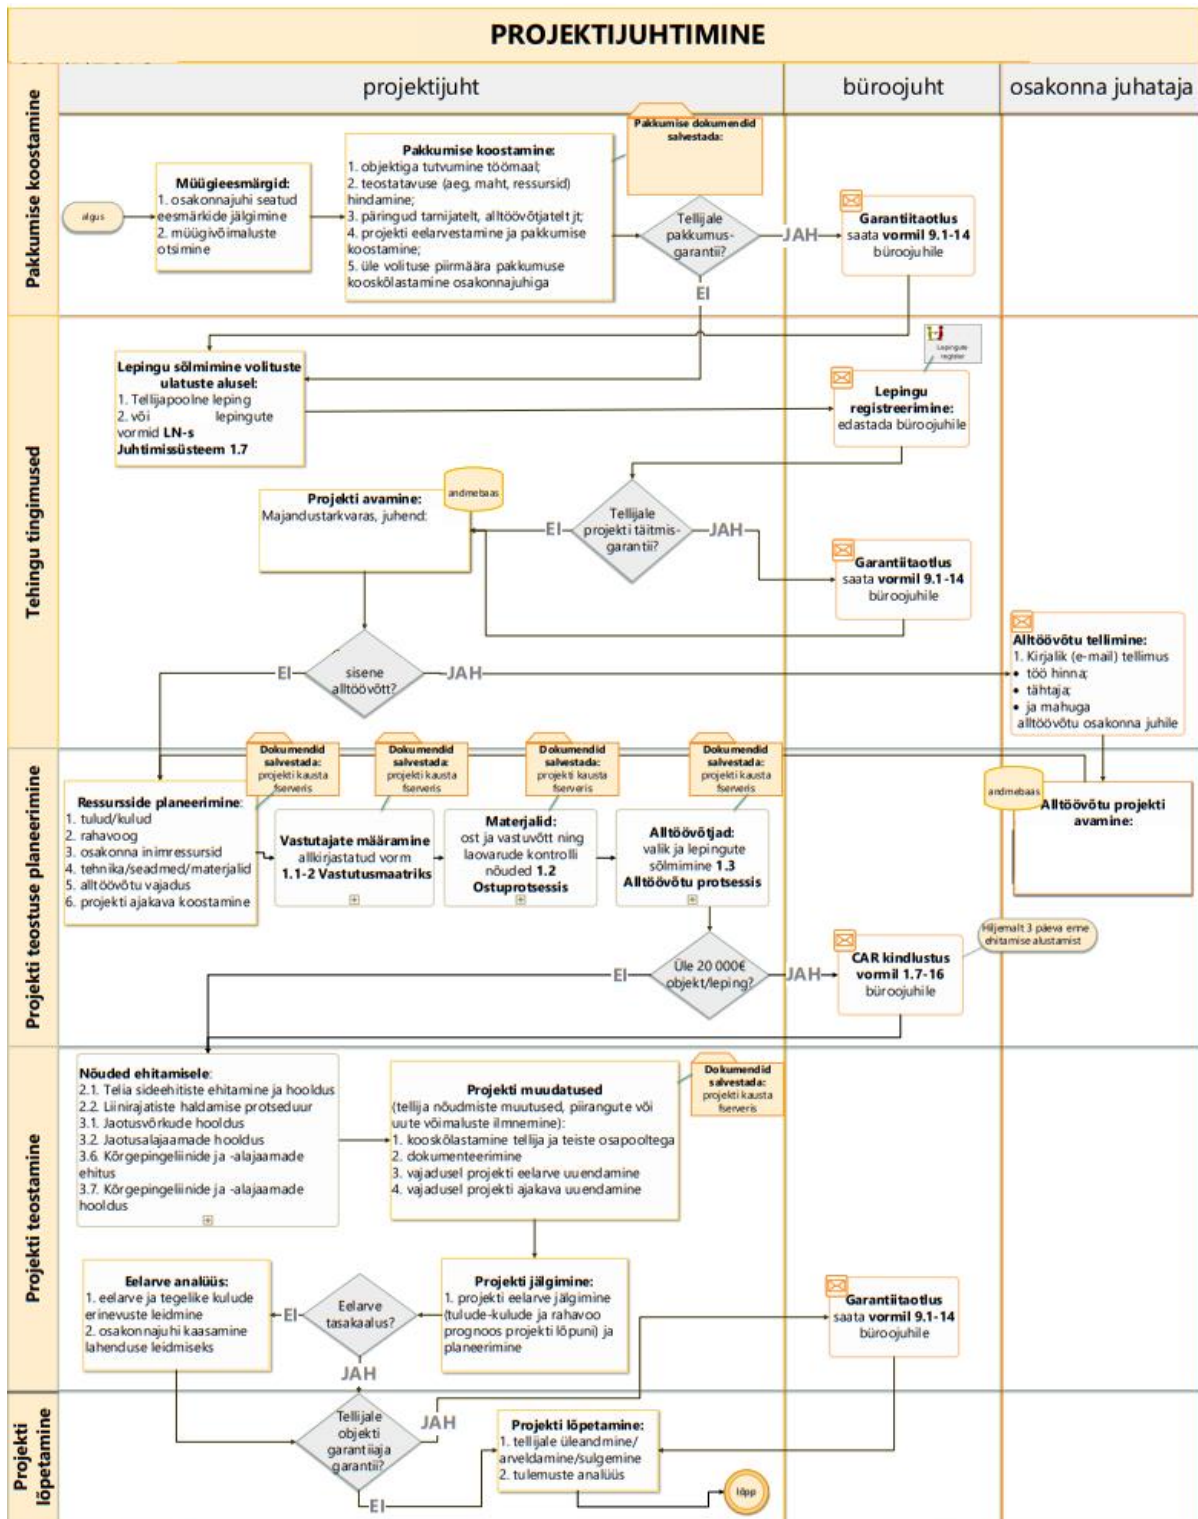 PROJEKTIJUHTIMINE
projektijuht
büroojuht
osakonna juhataja
Pakkumise koostamine
algus
Müügieesmärgid:
1. osakonnajuhi seatud
eesmärkide jälgimine
2. müügivõimaluste
otsimine
Pakkumise koostamine:
1. objektiga tutvumine töömaal;
2. teostatavuse (aeg, maht, ressursid)
hindamine;
3. päringud tarnijatelt, alltöövõtjatelt jt;
4. projekti eelarvestamine ja pakkumise
koostamine;
5. üle volituse piirmäära pakkumuse
kooskõlastamine osakonnajuhiga
Pakkumise dokumendid
salvestada:
Tellijale
pakkumus-
garantii?
JAH
EI
Garantiitaotlus
saata vormil 9.1-14
büroojuhile
Tehingu tingimused
Lepingu sõlmimine volituste
ulatuste alusel:
1. Tellijapoolne leping
2. või lepingute
vormid LN-s
Juhtimissüsteem 1.7
Lepingute
register
Lepingu
registreerimine:
edastada büroojuhile
Projekti avamine:
Majandustarkvaras, juhend:
andmebaas
EI
Tellijale
projekti täitmis-
garantii?
JAH
Garantiitaotlus
saata vormil 9.1-14
büroojuhile
EI
sisene
alltöövõtt?
JAH
Alltöövõtu tellimine:
1. Kirjalik (e-mail) tellimus
• töö hinna;
• tähtaja;
• ja mahuga
alltöövõtu osakonna juhile
Projekti teostuse planeerimine
Ressursside planeerimine:
1. tulud/kulud
2. rahavoog
3. osakonna inimressursid
4. tehnika/seadmed/materjalid
5. alltöövõtu vajadus
6. projekti ajakava koostamine
Dokumendid
salvestada:
projekti kausta
fserveris
Vastutajate määramine
allkirjastatud vorm
1.1-2 Vastutusmaatriks
Dokumendid
salvestada:
projekti kausta
fserveris
Materjalid:
ost ja vastuvõtt ning
laovarude kontrolli
nõuded 1.2
Ostuprotsessis
Dokumendid
salvestada:
projekti kausta
fserveris
Alltöövõtjad:
valik ja lepingute
sõlmimine 1.3
Alltöövõtu protsessis
Dokumendid
salvestada:
projekti kausta
fserveris
andmebaas
Alltöövõtu projekti
avamine:
EI
Üle 20 000€
objekt/leping?
JAH
CAR kindlustus
vormil 1.7-16
büroojuhile
Hiljemalt 3 päeva enne
ehitamise alustamist
Projekti teostamine
Nõuded ehitamisele:
2.1. Telia sideehitiste ehitamine ja hooldus
2.2. Liinirajatiste haldamise protseduur
3.1. Jaotusvõrkude hooldus
3.2. Jaotusalajaamade hooldus
3.6. Kõrgepingeliinide ja -alajaamade
ehitus
3.7. Kõrgepingeliinide ja -alajaamade
hooldus
Projekti muudatused
(tellija nõudmiste muutused, piirangute või
uute võimaluste ilmnemine):
1. kooskõlastamine tellija ja teiste osapooltega
2. dokumenteerimine
3. vajadusel projekti eelarve uuendamine
4. vajadusel projekti ajakava uuendamine
Dokumendid
salvestada:
projekti kausta
fserveris
Eelarve analüüs:
1. eelarve ja tegelike kulude
erinevuste leidmine
2. osakonnajuhi kaasamine
lahenduse leidmiseks
EI
Eelarve
tasakaalus?
JAH
Projekti jälgimine:
1. projekti eelarve jälgimine
(tulude-kulude ja rahavoo
prognoos projekti lõpuni) ja
planeerimine
Garantiitaotlus
saata vormil 9.1-14
büroojuhile
Projekti
lõpetamine
Tellijale
objekti
garantiiaja
garantii?
JAH
EI
Projekti lõpetamine:
1. tellijale üleandmine/
arveldamine/sulgemine
2. tulemuste analüüs
lõpp